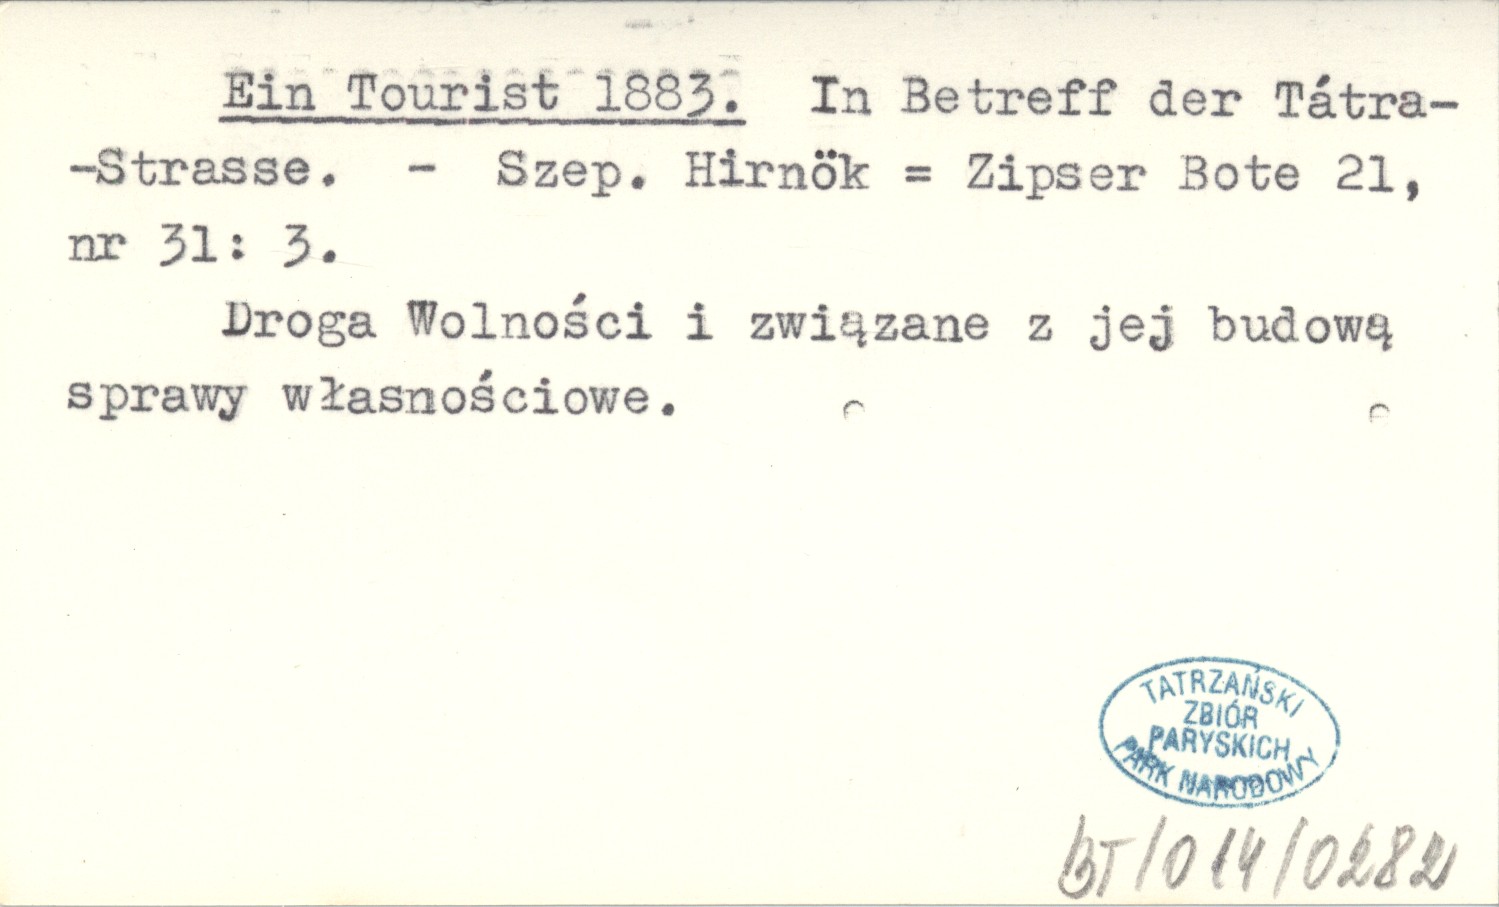 Ein Tourist 1883. In Betreff der Tátra-
-Strasse. - Szep. Hirnök = Zipser Bote 21,
nr 31: 3.
Droga Wolności i związane z jej budową
sprawy własnościowe.
TATRZAŃSKI
ZBIÓR
PARYSKICH
PARK NARODOWY
BT/014/0282